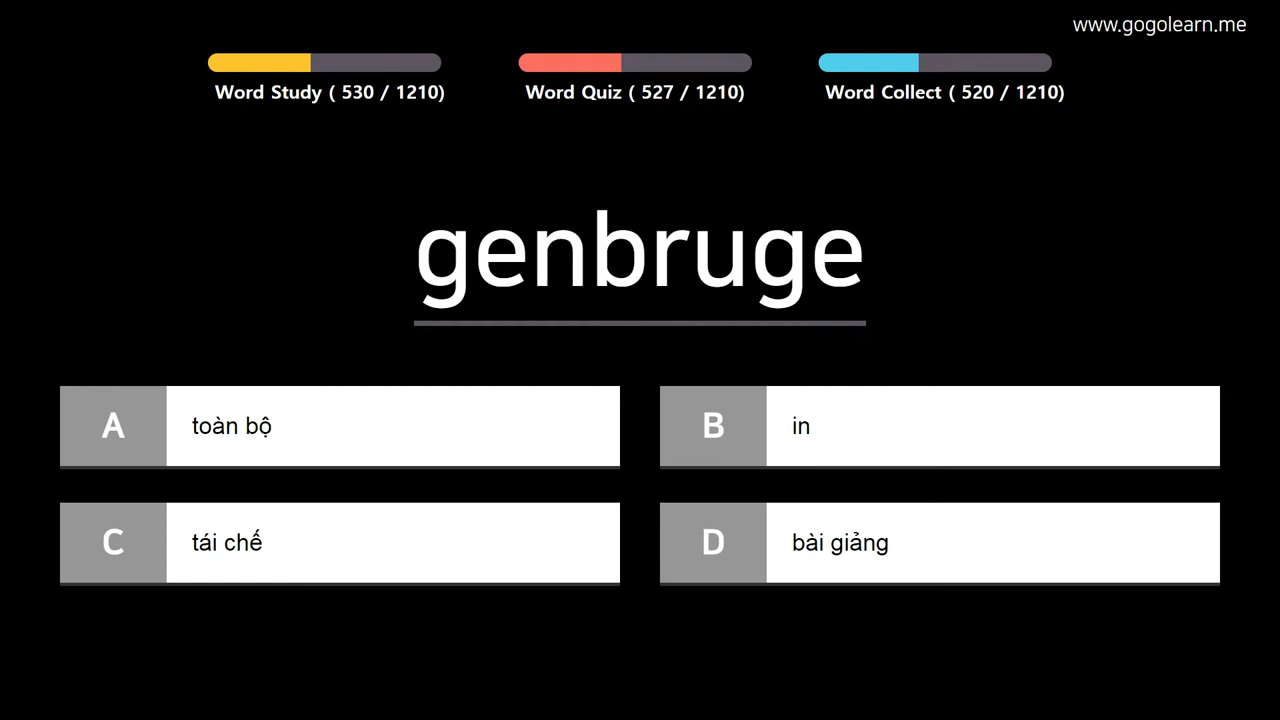 www.gogolearn.me
Word Study ( 530 / 1210)
Word Quiz ( 527 / 1210)
Word Collect ( 520 / 1210)
genbruge
A toàn bộ
B in
C tái chế
D bài giảng